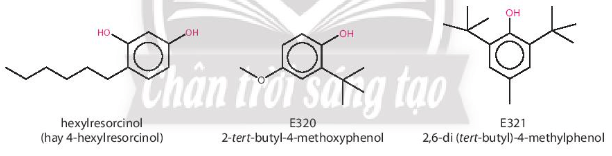 HO OH OH OH
O
Chân trời sáng tạo
hexylresorcinol E320 E321
(hay 4-hexylresorcinol) 2-tert-butyl-4-methoxyphenol 2,6-di (tert-butyl)-4-methylphenol